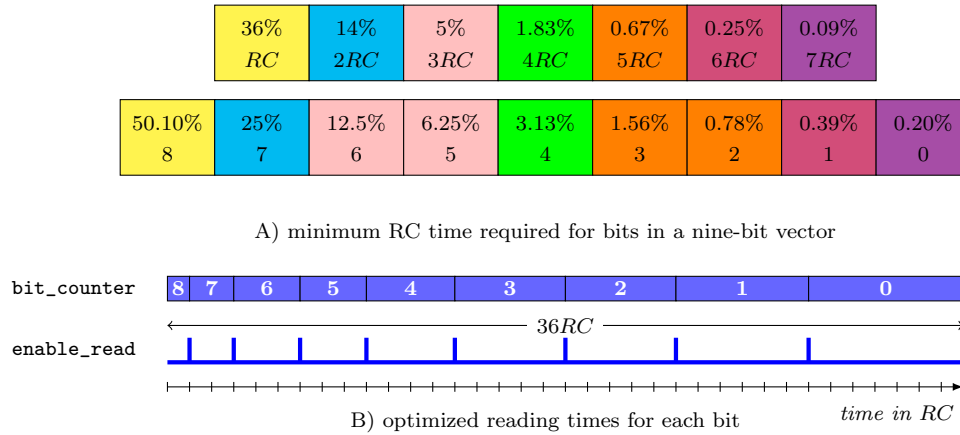 36% 14% 5% 1.83% 0.67% 0.25% 0.09%
RC 2RC 3RC 4RC 5RC 6RC 7RC
50.10% 25% 12.5% 6.25% 3.13% 1.56% 0.78% 0.39% 0.20%
8 7 6 5 4 3 2 1 0
A) minimum RC time required for bits in a nine-bit vector
bit_counter 8 7 6 5 4 3 2 1 0
36RC
enable_read
time in RC
B) optimized reading times for each bit